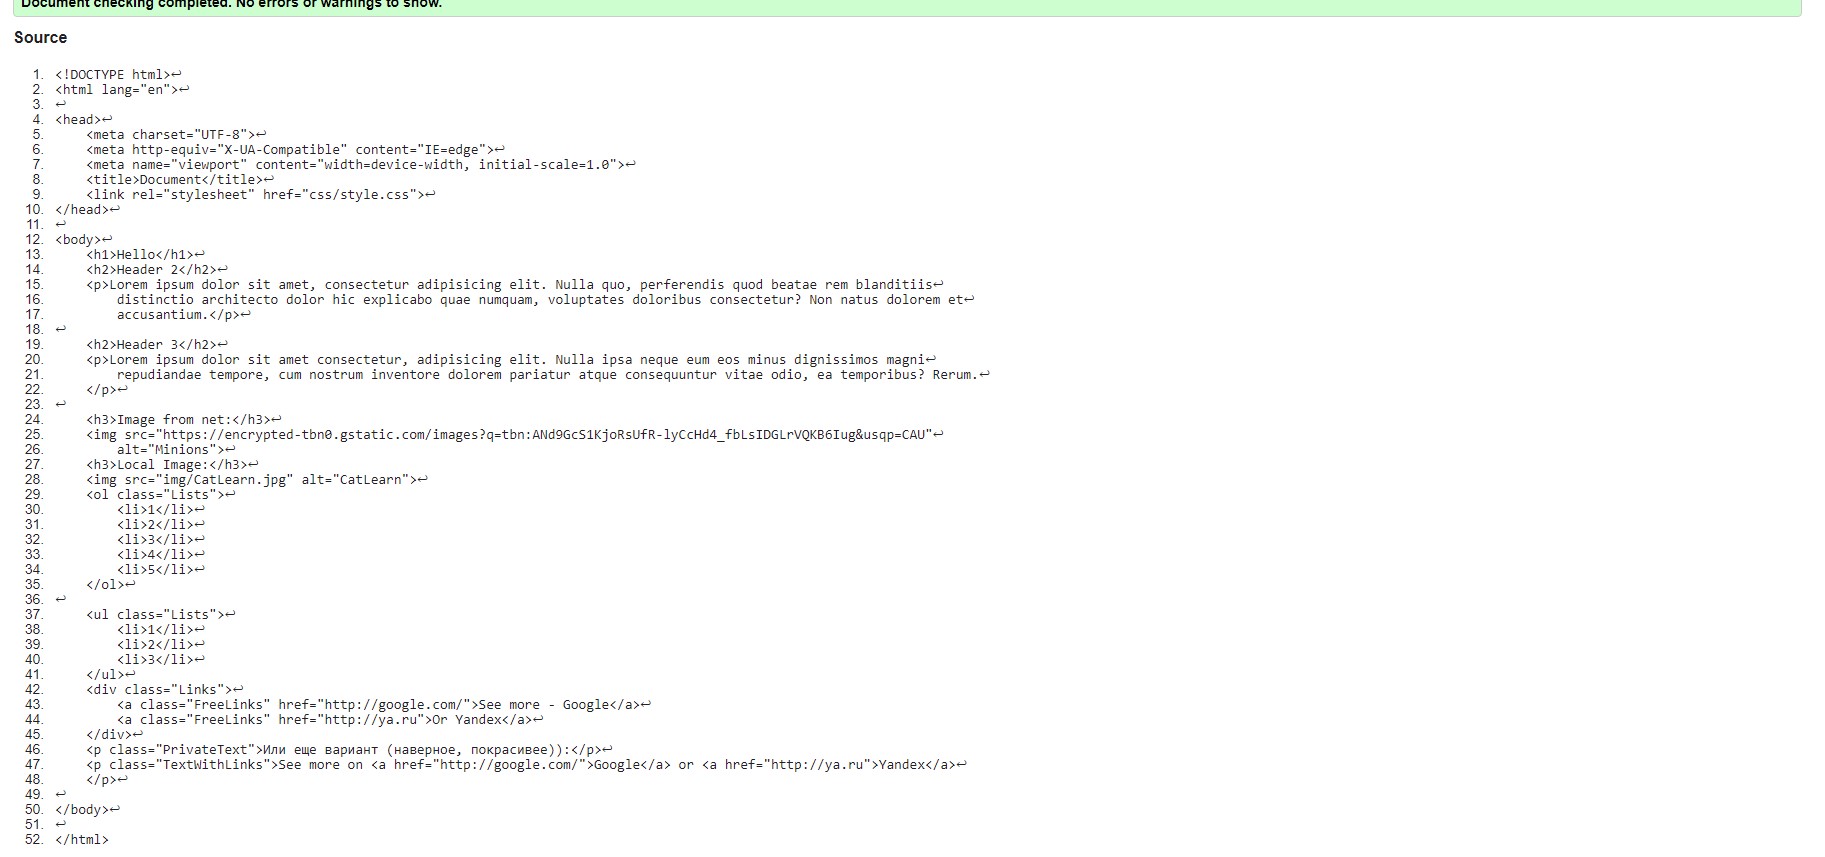 Document checking completed. No errors or warnings to show.
Source
1. <!DOCTYPE html>↩
2. <html lang="en">↩
3. ↩
4. <head>↩
5.     <meta charset="UTF-8">↩
6.     <meta http-equiv="X-UA-Compatible" content="IE=edge">↩
7.     <meta name="viewport" content="width=device-width, initial-scale=1.0">↩
8.     <title>Document</title>↩
9.     <link rel="stylesheet" href="css/style.css">↩
10. </head>↩
11. ↩
12. <body>↩
13.     <h1>Hello</h1>↩
14.     <h2>Header 2</h2>↩
15.     <p>Lorem ipsum dolor sit amet, consectetur adipisicing elit. Nulla quo, perferendis quod beatae rem blanditiis↩
16.         distinctio architecto dolor hic explicabo quae numquam, voluptates doloribus consectetur? Non natus dolorem et↩
17.         accusantium.</p>↩
18. ↩
19.     <h2>Header 3</h2>↩
20.     <p>Lorem ipsum dolor sit amet consectetur, adipisicing elit. Nulla ipsa neque eum eos minus dignissimos magni↩
21.         repudiandae tempore, cum nostrum inventore dolorem pariatur atque consequuntur vitae odio, ea temporibus? Rerum.↩
22.     </p>↩
23. ↩
24.     <h3>Image from net:</h3>↩
25.     <img src="https://encrypted-tbn0.gstatic.com/images?q=tbn:ANd9GcS1KjoRsUfR-lyCcHd4_fbLsIDGLrVQKB6Iug&usqp=CAU"↩
26.         alt="Minions">↩
27.     <h3>Local Image:</h3>↩
28.     <img src="img/CatLearn.jpg" alt="CatLearn">↩
29.     <ol class="Lists">↩
30.         <li>1</li>↩
31.         <li>2</li>↩
32.         <li>3</li>↩
33.         <li>4</li>↩
34.         <li>5</li>↩
35.     </ol>↩
36. ↩
37.     <ul class="Lists">↩
38.         <li>1</li>↩
39.         <li>2</li>↩
40.         <li>3</li>↩
41.     </ul>↩
42.     <div class="Links">↩
43.         <a class="FreeLinks" href="http://google.com/">See more - Google</a>↩
44.         <a class="FreeLinks" href="http://ya.ru">Or Yandex</a>↩
45.     </div>↩
46.     <p class="PrivateText">Или еще вариант (наверное, покрасивее)):</p>↩
47.     <p class="TextWithLinks">See more on <a href="http://google.com/">Google</a> or <a href="http://ya.ru">Yandex</a>↩
48.     </p>↩
49. ↩
50. </body>↩
51. ↩
52. </html>